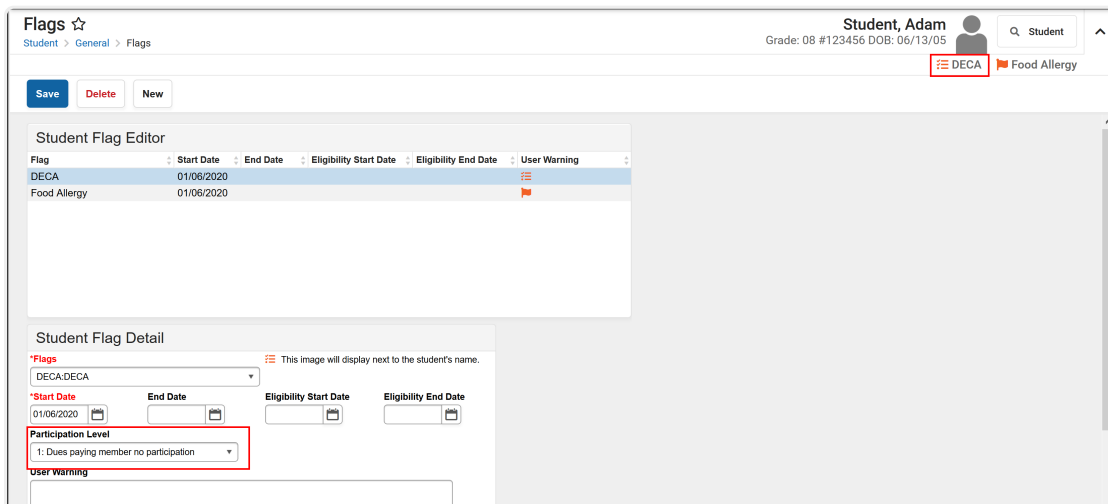 Flags
Student, Adam
Student
Student > General > Flags
Grade: 08 #123456 DOB: 06/13/05
DECA Food Allergy
Save Delete New
Student Flag Editor
Flag Start Date End Date Eligibility Start Date Eligibility End Date User Warning
DECA 01/06/2020
Food Allergy 01/06/2020
Student Flag Detail
*Flags This image will display next to the student's name.
DECA:DECA
*Start Date End Date Eligibility Start Date Eligibility End Date
01/06/2020
Participation Level
1: Dues paying member no participation
User Warning